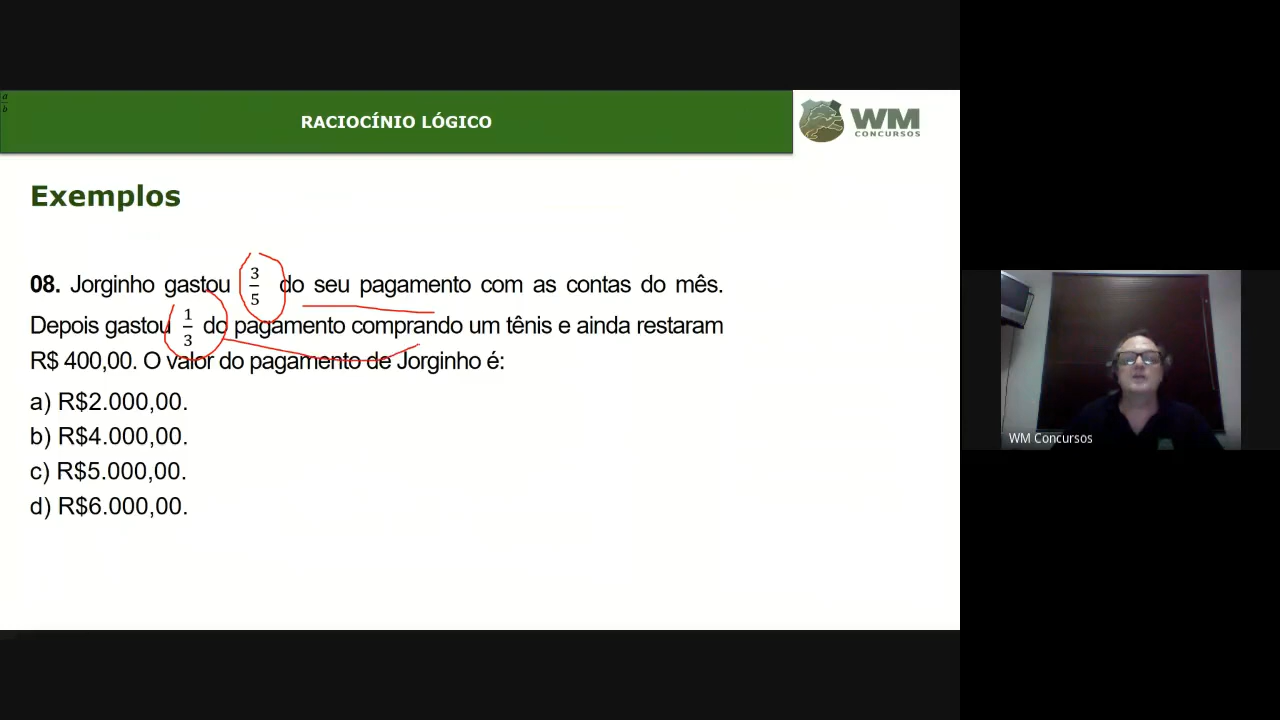 a
b
RACIOCÍNIO LÓGICO
WM
CONCURSOS
Exemplos
08. Jorginho gastou 3/5 do seu pagamento com as contas do mês.
Depois gastou 1/3 do pagamento comprando um tênis e ainda restaram
R$ 400,00. O valor do pagamento de Jorginho é:
a) R$2.000,00.
b) R$4.000,00.
c) R$5.000,00.
d) R$6.000,00.
WM Concursos